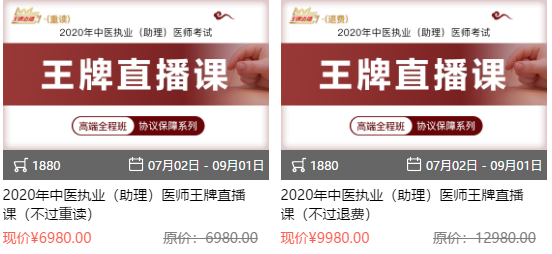 王牌直播 -(重读)
2020年中医执业（助理）医师考试
王牌直播课
高端全程班 协议保障系列
1880 07月02日 - 09月01日
2020年中医执业（助理）医师王牌直播
课（不过重读）
现价¥6980.00 原价：6980.00
王牌直播 -(退费)
2020年中医执业（助理）医师考试
王牌直播课
高端全程班 协议保障系列
1880 07月02日 - 09月01日
2020年中医执业（助理）医师王牌直播
课（不过退费）
现价¥9980.00 原价：12980.00